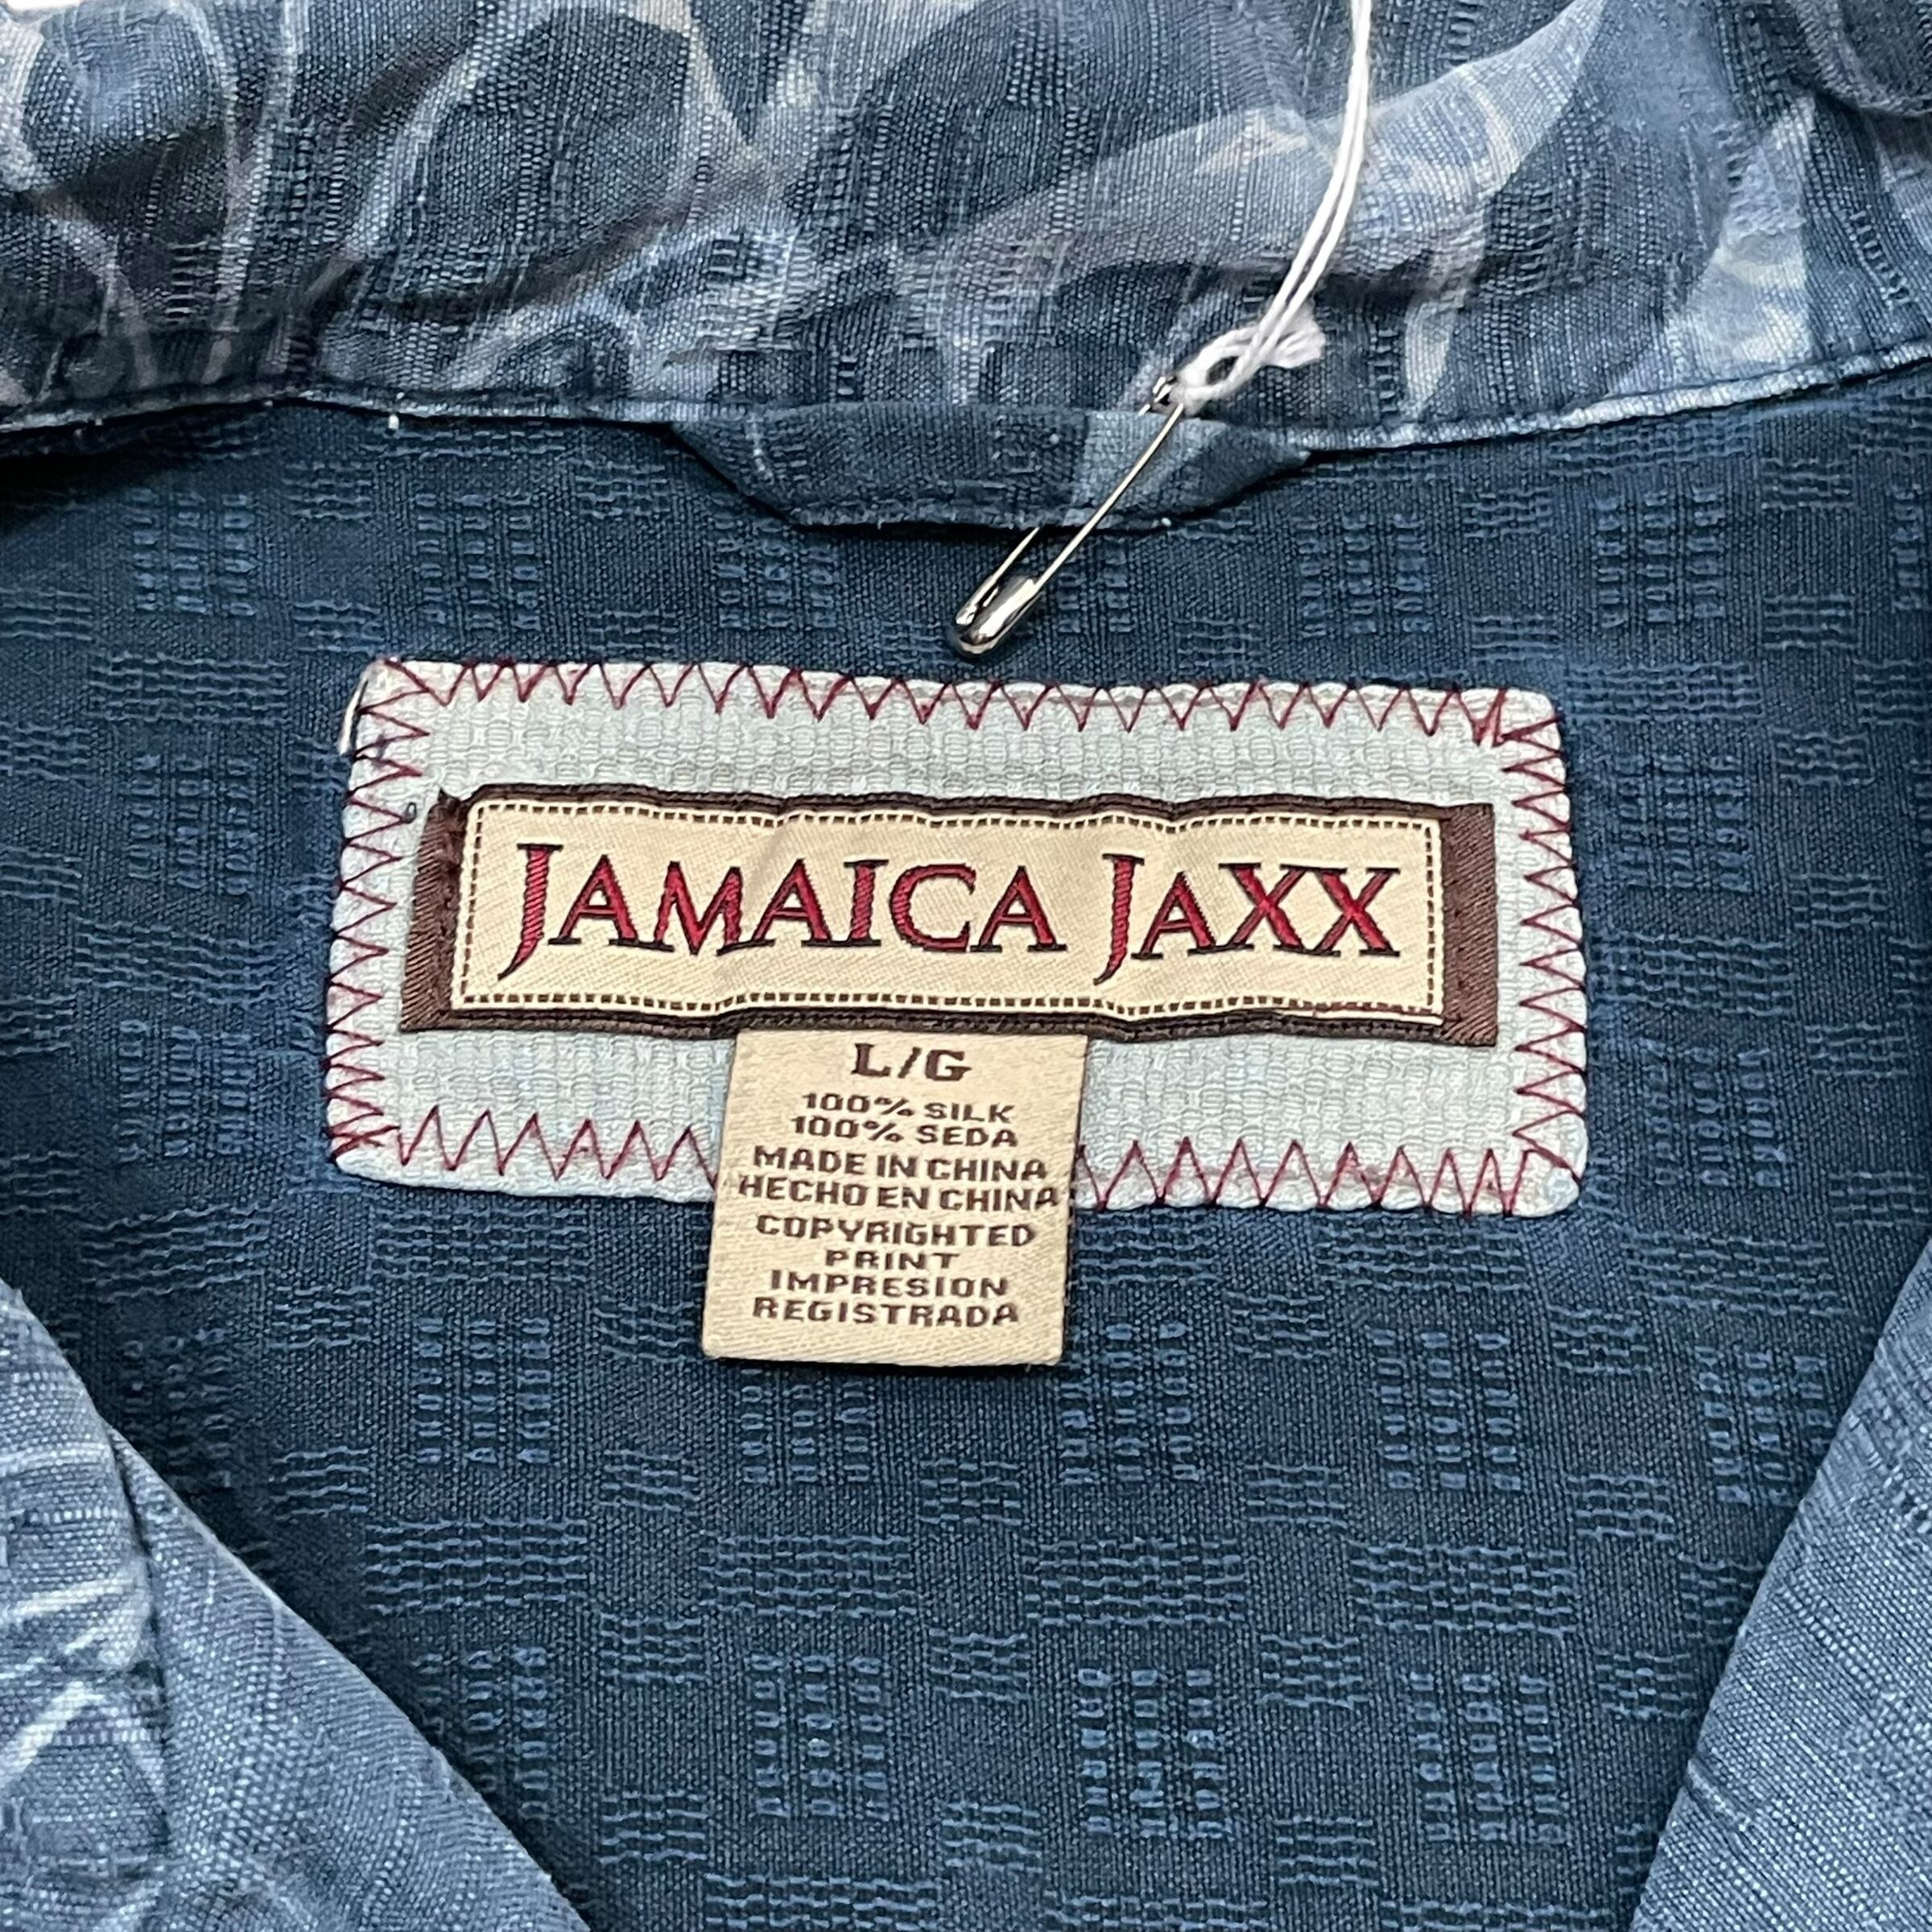 JAMAICA JAXX
L/G
100% SILK
100% SEDA
MADE IN CHINA
HECHO EN CHINA
COPYRIGHTED
PRINT
IMPRESION
REGISTRADA